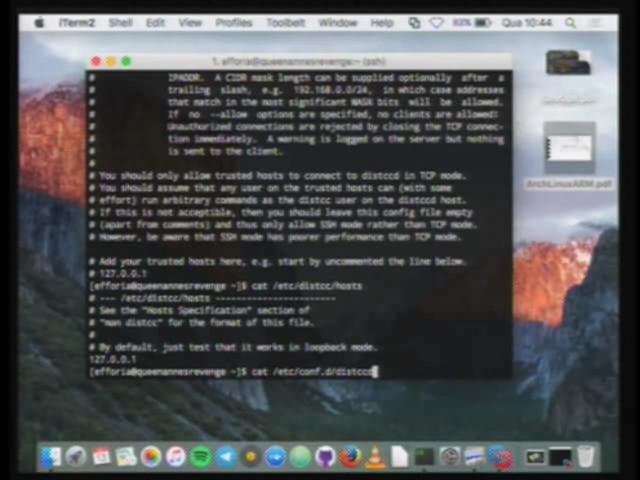 iTerm2 Shell Edit View Profiles Toolbelt Window Help 93% Qua 10:44
1. efforia@queenannesrevenge:~ (ssh)
# IPADDR. A CIDR mask length can be supplied optionally after a
# trailing slash, e.g. 192.168.0.0/24, in which case addresses
# that match in the most significant MASK bits will be allowed.
# If no --allow options are specified, no clients are allowed!
# Unauthorized connections are rejected by closing the TCP connec-
# tion immediately. A warning is logged on the server but nothing
# is sent to the client.
#
# You should only allow trusted hosts to connect to distccd in TCP mode.
# You should assume that any user on the trusted hosts can (with some
# effort) run arbitrary commands as the distcc user on the distccd host.
# If this is not acceptible, then you should leave this config file empty
# (apart from comments) and thus only allow SSH mode rather than TCP mode.
# However, be aware that SSH mode has poorer performance than TCP mode.
# Add your trusted hosts here, e.g. start by uncommented the line below.
# 127.0.0.1
[efforia@queenannesrevenge ~]$ cat /etc/distcc/hosts
# --- /etc/distcc/hosts -----------------------
# See the "Hosts Specification" section of
# "man distcc" for the format of this file.
#
# By default, just test that it works in loopback mode.
127.0.0.1
[efforia@queenannesrevenge ~]$ cat /etc/conf.d/distccd
ArchLinuxARM.pdf